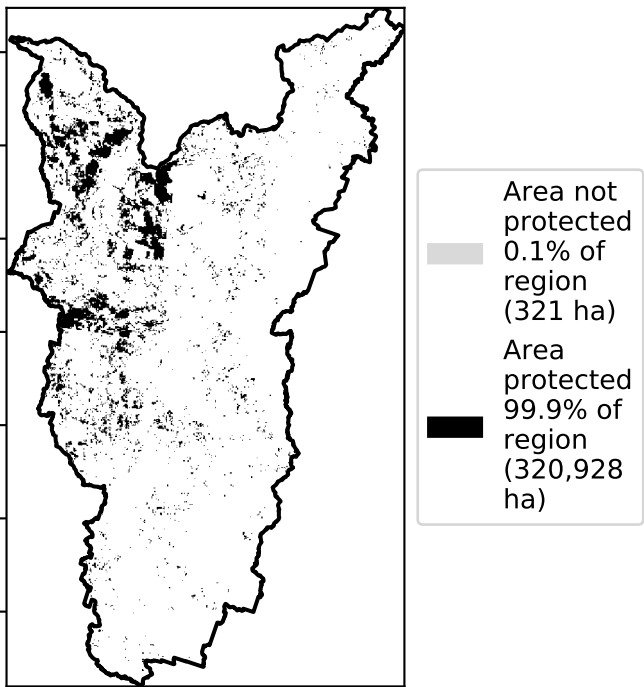 Area not
protected
0.1% of
region
(321 ha)
Area
protected
99.9% of
region
(320,928
ha)